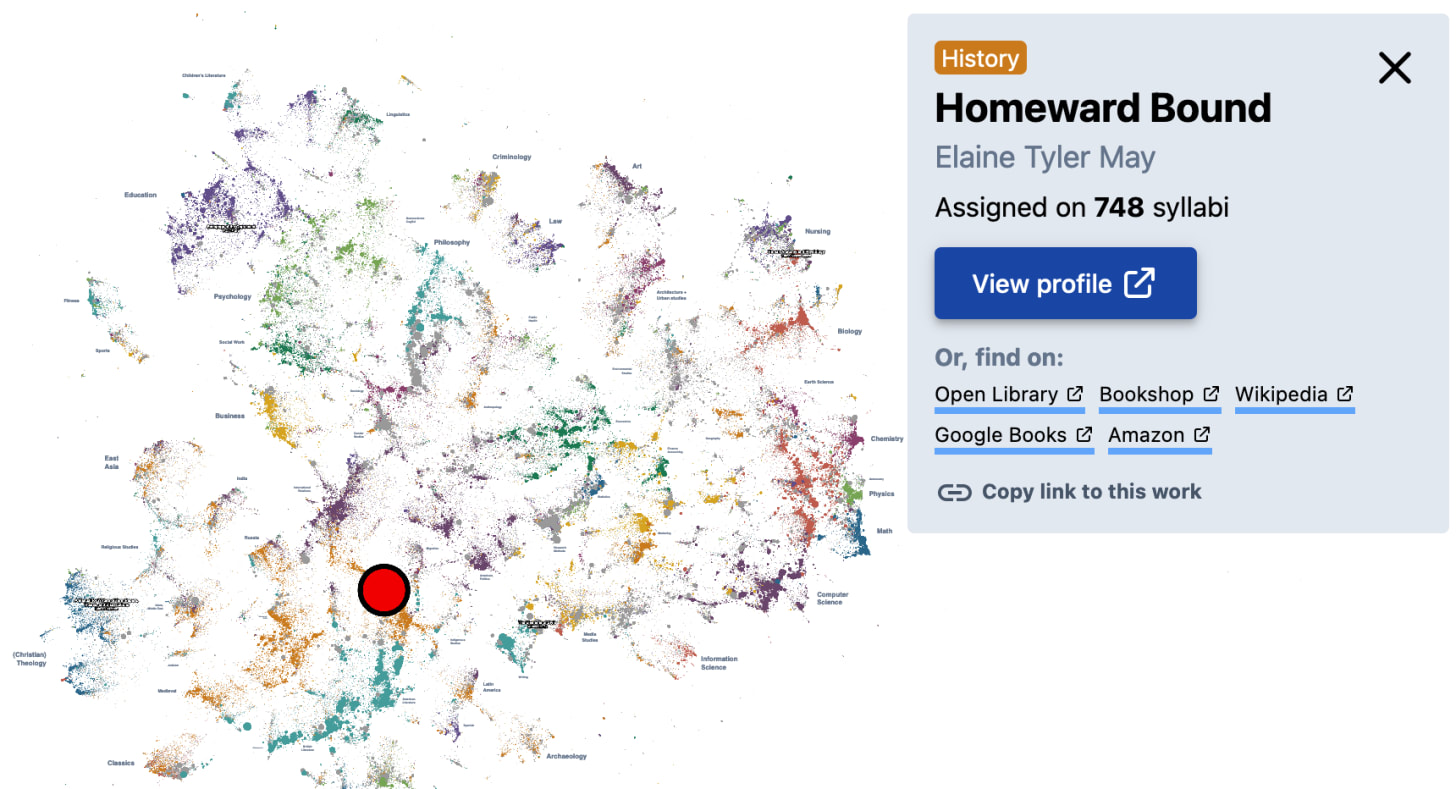 Children's Literature
Linguistics
Criminology
Art
Education
Law
Nursing
Philosophy
Psychology
Architecture +
Urban studies
Fitness
Biology
Social Work
Sports
Earth Science
Business
Chemistry
East
Asia
India
Physics
Math
Russia
Religious Studies
Computer
Science
Media
Studies
(Christian)
Theology
Information
Science
Medieval
Latin
America
Classics
Archaeology
History
Homeward Bound
Elaine Tyler May
Assigned on 748 syllabi
View profile
Or, find on:
Open Library Bookshop Wikipedia
Google Books Amazon
Copy link to this work